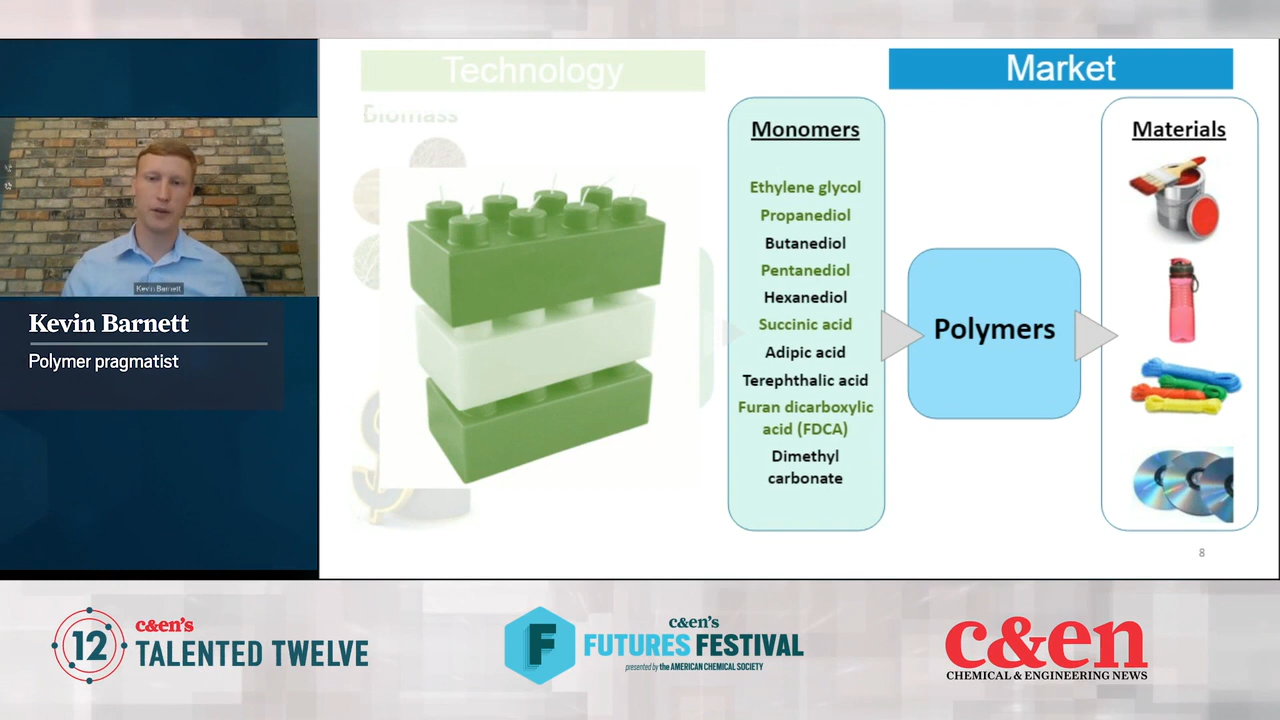 Technology
Market
Biomass
Monomers
Ethylene glycol
Propanediol
Butanediol
Pentanediol
Hexanediol
Succinic acid
Adipic acid
Terephthalic acid
Furan dicarboxylic
acid (FDCA)
Dimethyl
carbonate
Polymers
Materials
8
Kevin Barnett
Kevin Barnett
Polymer pragmatist
12
c&en's
TALENTED TWELVE
F
c&en's
FUTURES FESTIVAL
presented by the AMERICAN CHEMICAL SOCIETY
c&en
CHEMICAL & ENGINEERING NEWS